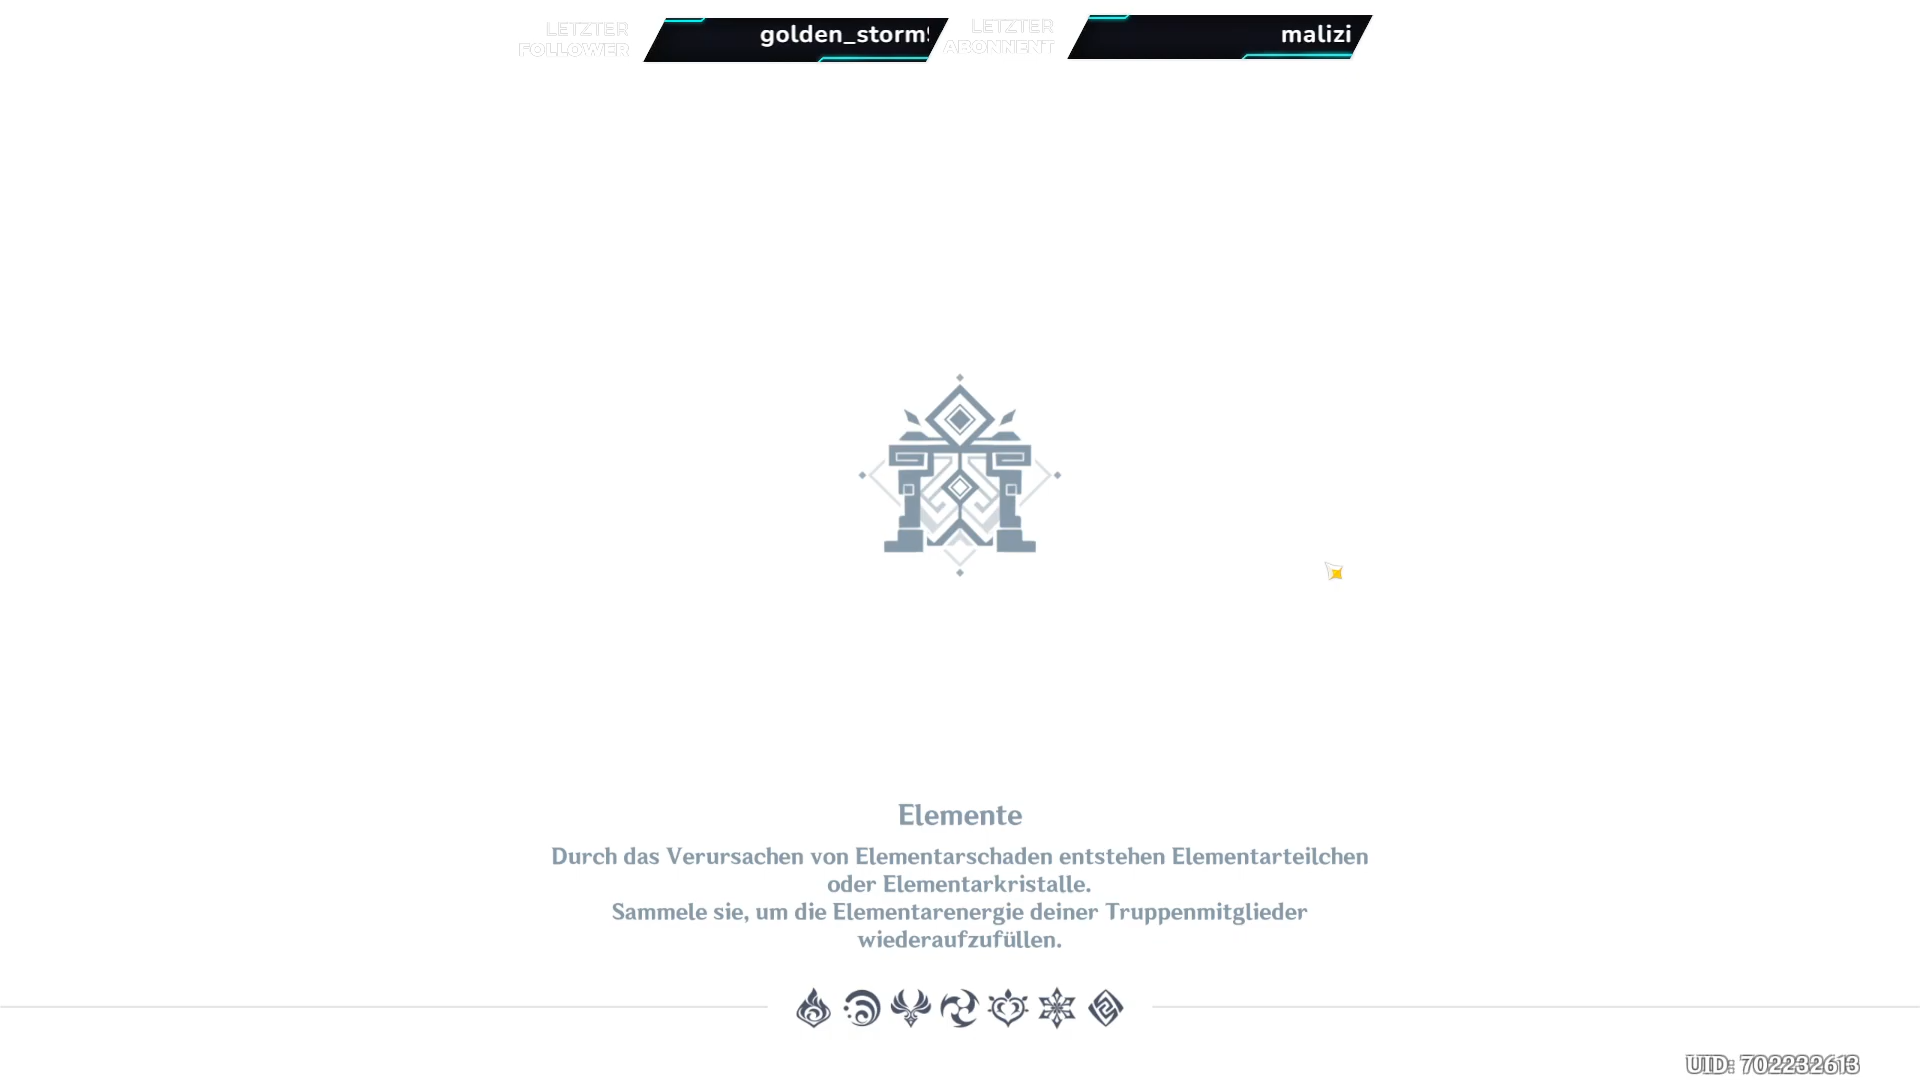 LETZTER
FOLLOWER
golden_storm
LETZTER
ABONNENT
malizi
Elemente
Durch das Verursachen von Elementarschaden entstehen Elementarteilchen
oder Elementarkristalle.
Sammele sie, um die Elementarenergie deiner Truppenmitglieder
wiederaufzufüllen.
UID: 702232613